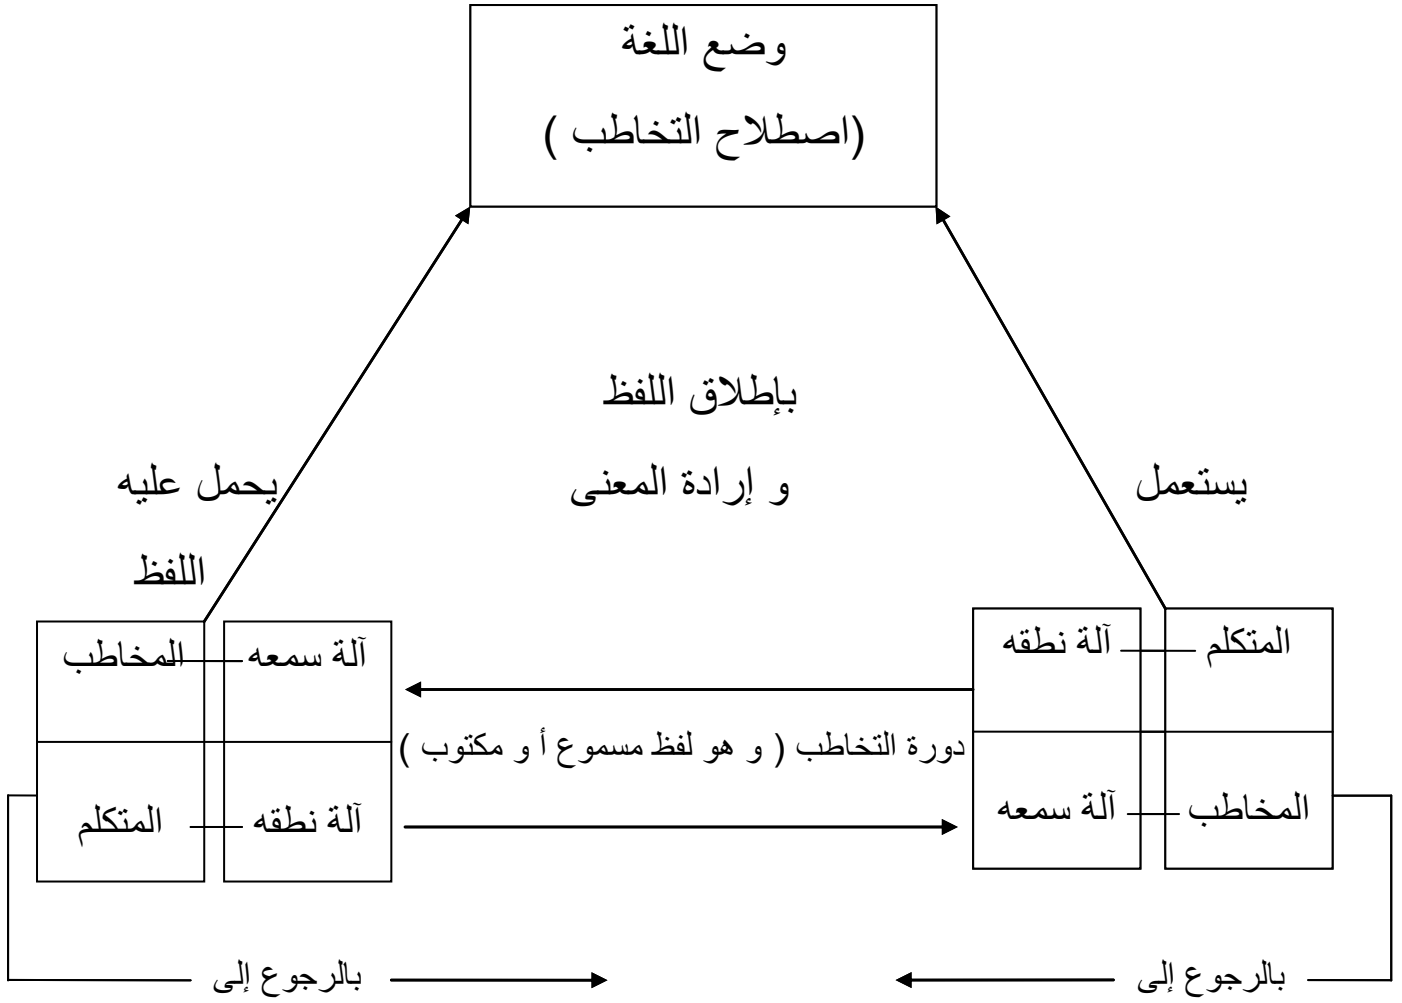 وضع اللغة
(اصطلاح التخاطب )
بإطلاق اللفظ
و إرادة المعنى
يستعمل
يحمل عليه
اللفظ
المتكلم
آلة نطقه
آلة سمعه
المخاطب
دورة التخاطب ( و هو لفظ مسموع أ و مكتوب )
المخاطب
آلة سمعه
آلة نطقه
المتكلم
بالرجوع إلى
بالرجوع إلى